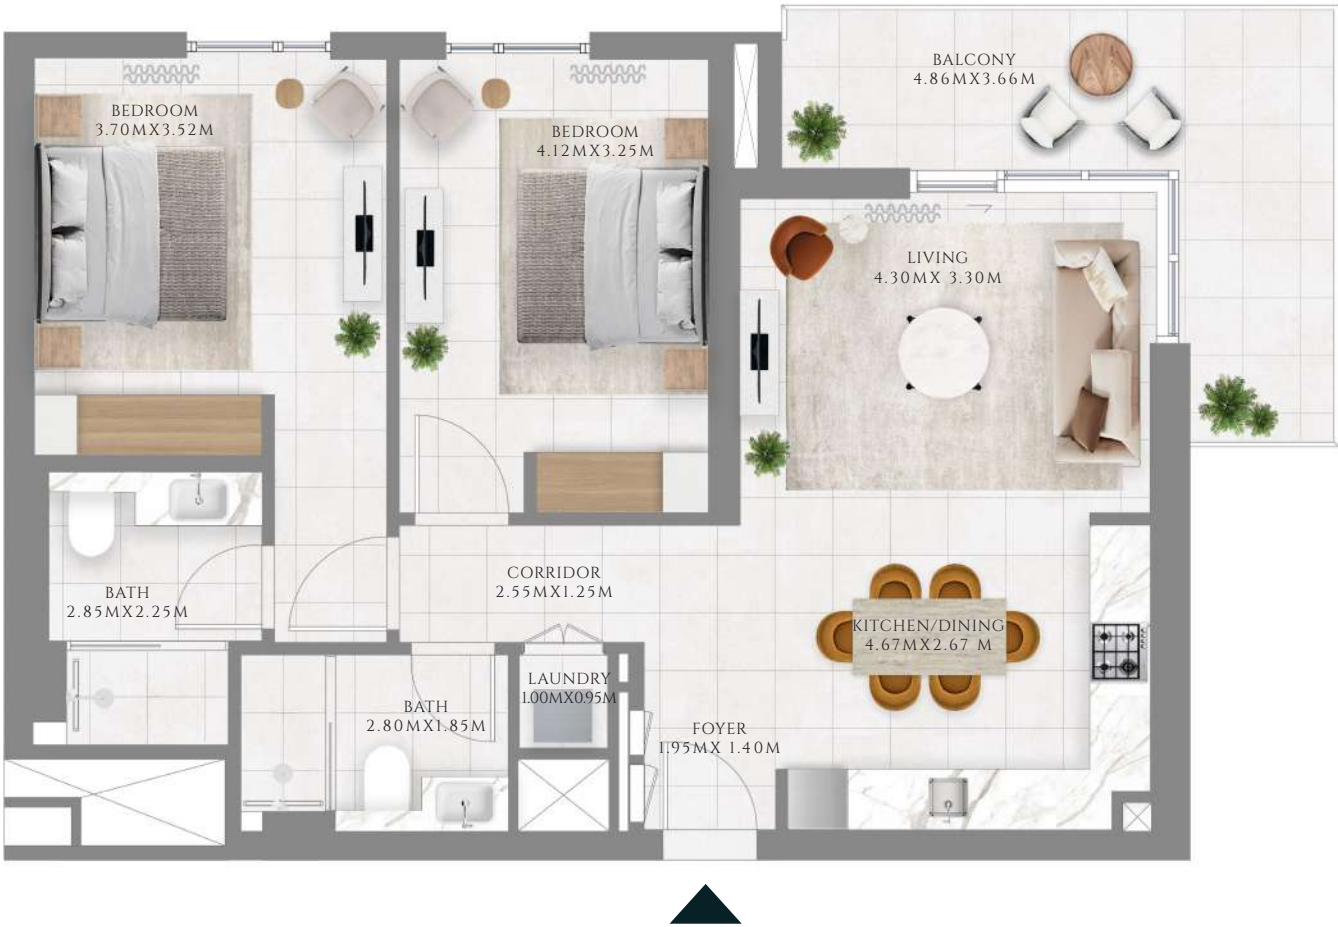 BALCONY
4.86MX3.66M
BEDROOM
3.70MX3.52M
BEDROOM
4.12MX3.25M
LIVING
4.30MX 3.30M
CORRIDOR
2.55MX1.25M
BATH
2.85MX2.25M
KITCHEN/DINING
4.67MX2.67 M
LAUNDRY
1.00MX0.95M
BATH
2.80MX1.85M
FOYER
1.95MX 1.40M